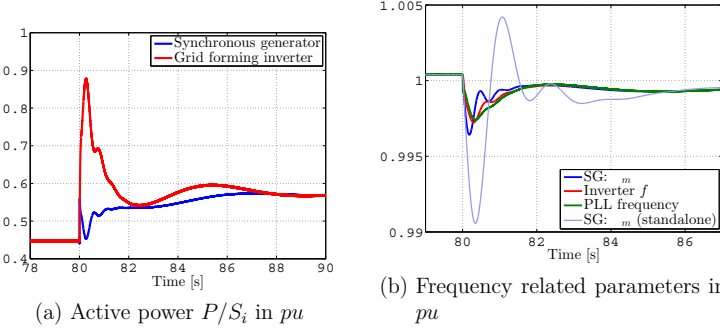 1
0.9
0.8
0.7
0.6
0.5
0.4
78 80 82 84 86 88 90
Time [s]
Synchronous generator
Grid forming inverter
(a) Active power P/S_i in pu
1.005
1
0.995
0.99
80 82 84 86
Time [s]
SG: m
Inverter f
PLL frequency
SG: m (standalone)
(b) Frequency related parameters in
pu